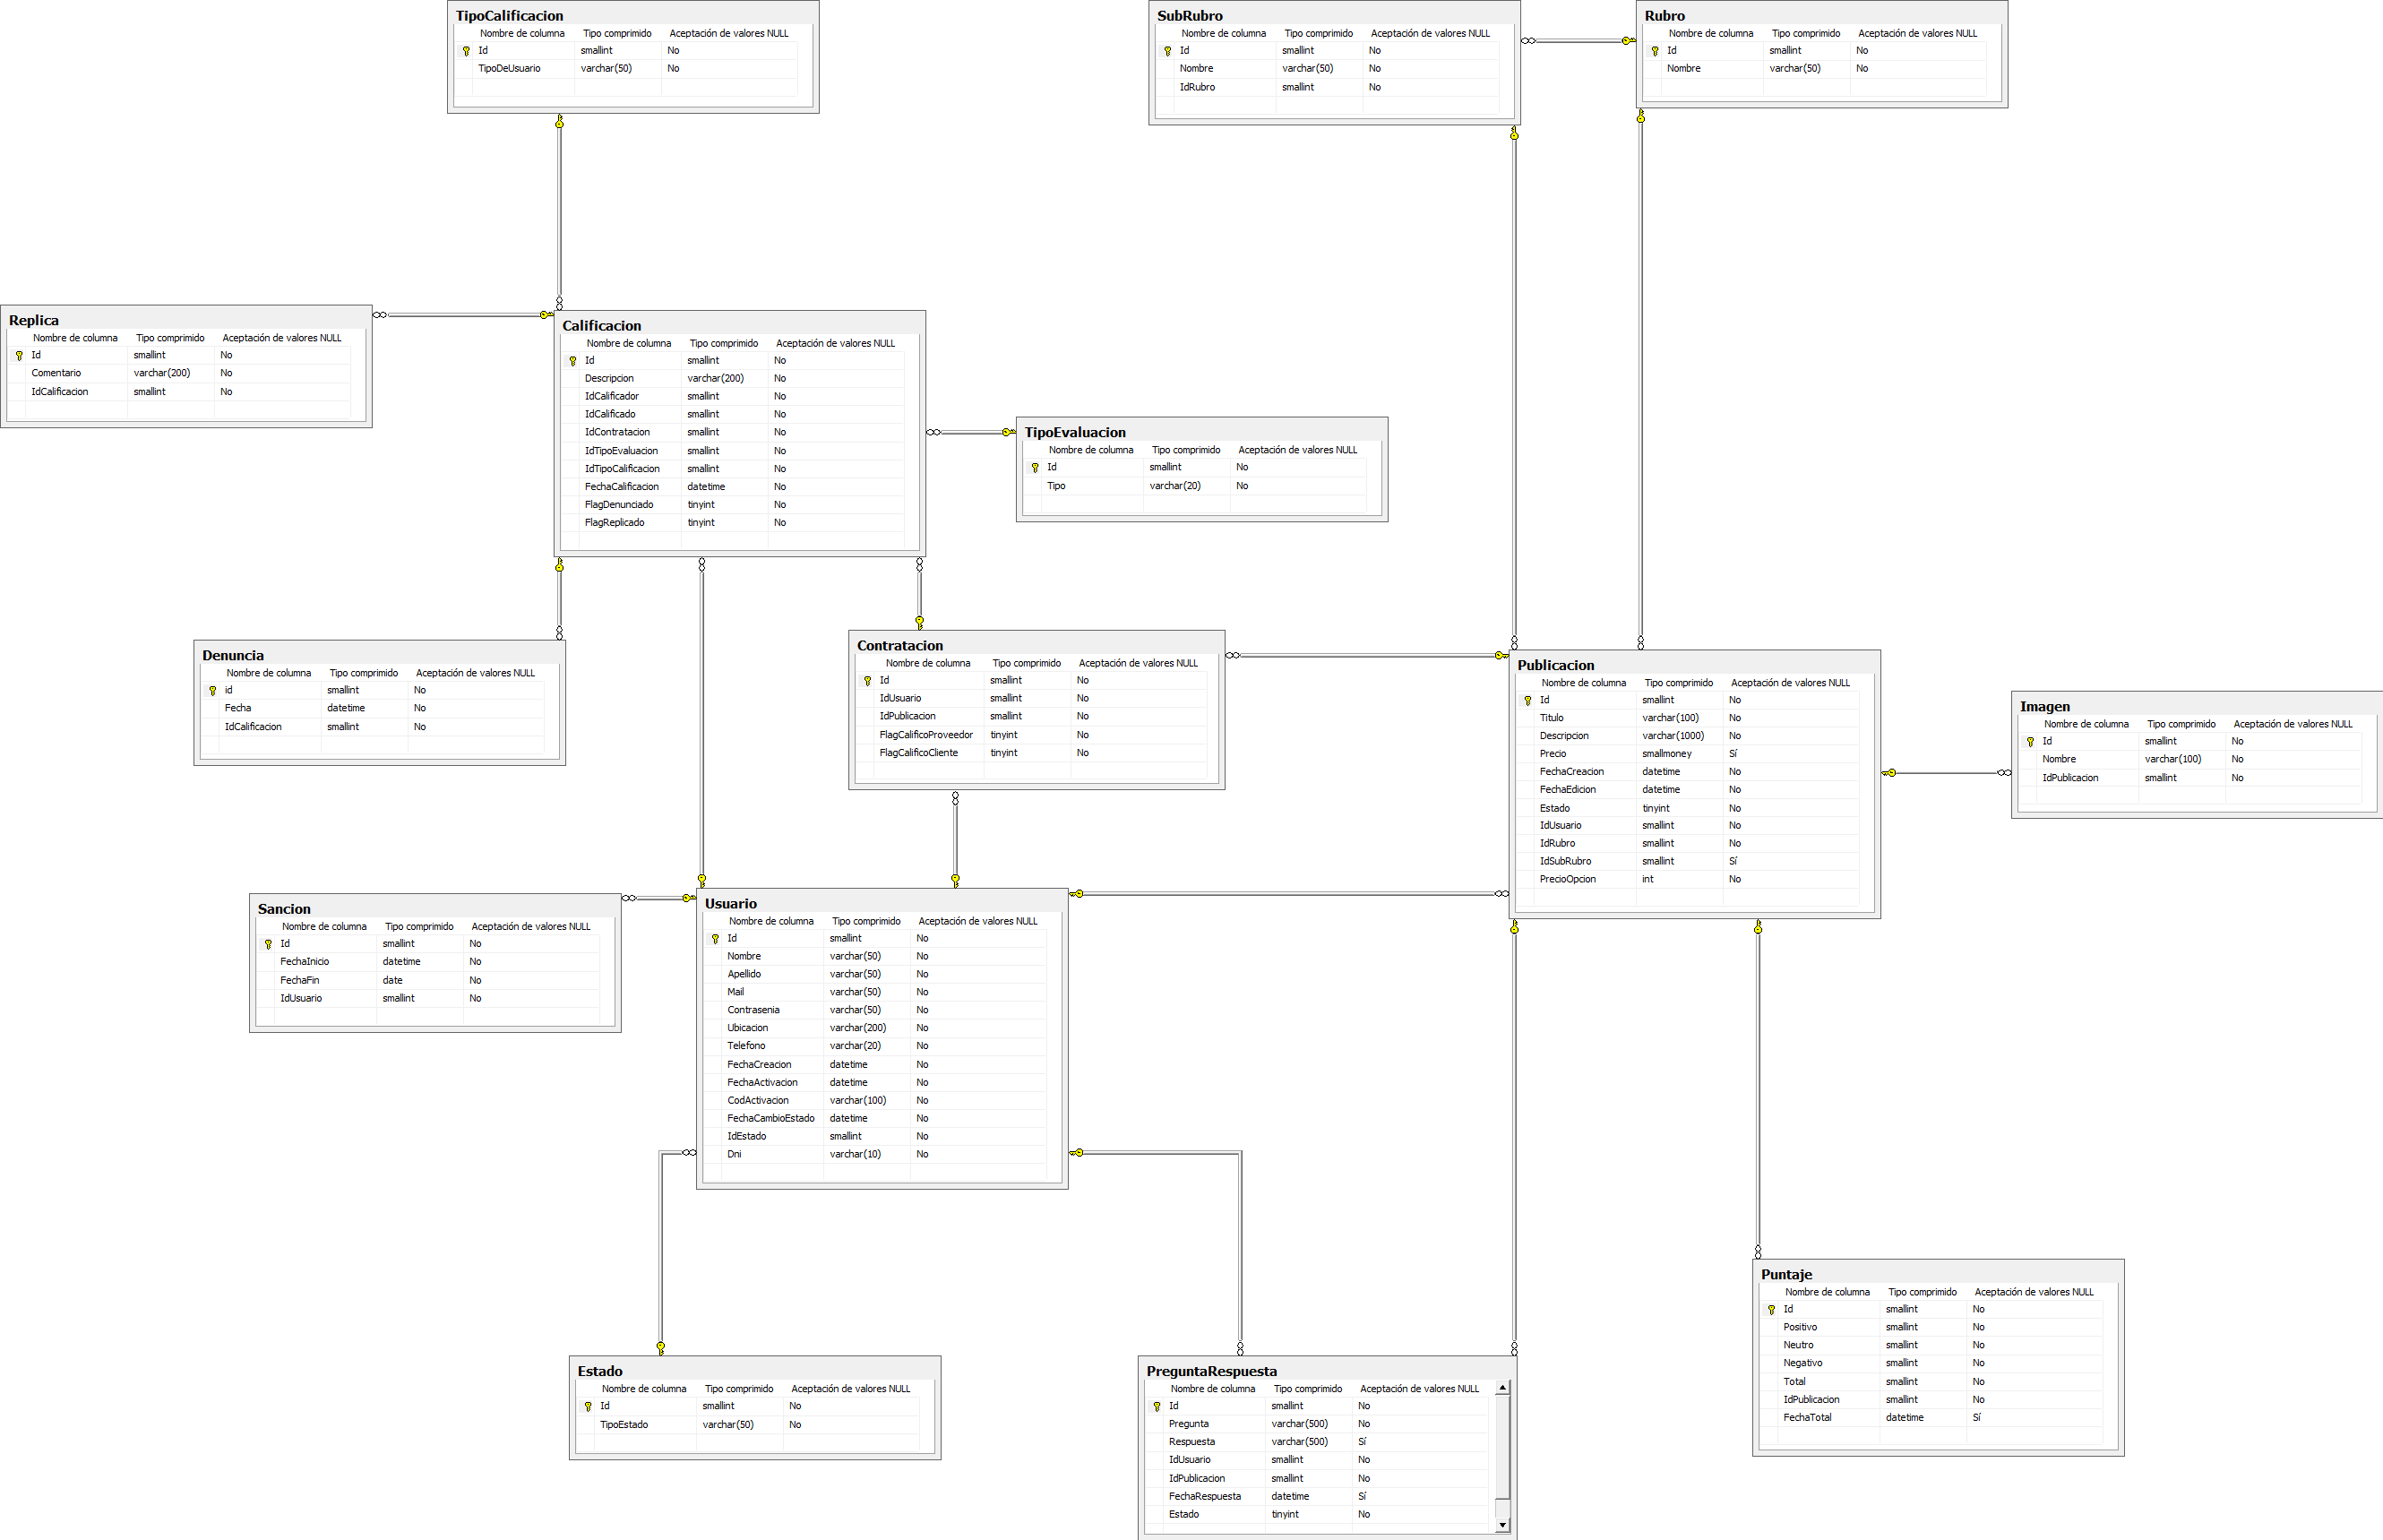 TipoCalificacion
Nombre de columna Tipo comprimido Aceptación de valores NULL
Id smallint No
TipoDeUsuario varchar(50) No
SubRubro
Nombre de columna Tipo comprimido Aceptación de valores NULL
Id smallint No
Nombre varchar(50) No
IdRubro smallint No
Rubro
Nombre de columna Tipo comprimido Aceptación de valores NULL
Id smallint No
Nombre varchar(50) No
Replica
Nombre de columna Tipo comprimido Aceptación de valores NULL
Id smallint No
Comentario varchar(200) No
IdCalificacion smallint No
Calificacion
Nombre de columna Tipo comprimido Aceptación de valores NULL
Id smallint No
Descripcion varchar(200) No
IdCalificador smallint No
IdCalificado smallint No
IdContratacion smallint No
IdTipoEvaluacion smallint No
IdTipoCalificacion smallint No
FechaCalificacion datetime No
FlagDenunciado tinyint No
FlagReplicado tinyint No
TipoEvaluacion
Nombre de columna Tipo comprimido Aceptación de valores NULL
Id smallint No
Tipo varchar(20) No
Denuncia
Nombre de columna Tipo comprimido Aceptación de valores NULL
id smallint No
Fecha datetime No
IdCalificacion smallint No
Contratacion
Nombre de columna Tipo comprimido Aceptación de valores NULL
Id smallint No
IdUsuario smallint No
IdPublicacion smallint No
FlagCalificoProveedor tinyint No
FlagCalificoCliente tinyint No
Publicacion
Nombre de columna Tipo comprimido Aceptación de valores NULL
Id smallint No
Titulo varchar(100) No
Descripcion varchar(1000) No
Precio smallmoney Sí
FechaCreacion datetime No
FechaEdicion datetime No
Estado tinyint No
IdUsuario smallint No
IdRubro smallint No
IdSubRubro smallint Sí
PrecioOpcion int No
Imagen
Nombre de columna Tipo comprimido Aceptación de valores NULL
Id smallint No
Nombre varchar(100) No
IdPublicacion smallint No
Sancion
Nombre de columna Tipo comprimido Aceptación de valores NULL
Id smallint No
FechaInicio datetime No
FechaFin date No
IdUsuario smallint No
Usuario
Nombre de columna Tipo comprimido Aceptación de valores NULL
Id smallint No
Nombre varchar(50) No
Apellido varchar(50) No
Mail varchar(50) No
Contrasenia varchar(50) No
Ubicacion varchar(200) No
Telefono varchar(20) No
FechaCreacion datetime No
FechaActivacion datetime No
CodActivacion varchar(100) No
FechaCambioEstado datetime No
IdEstado smallint No
Dni varchar(10) No
Puntaje
Nombre de columna Tipo comprimido Aceptación de valores NULL
Id smallint No
Positivo smallint No
Neutro smallint No
Negativo smallint No
Total smallint No
IdPublicacion smallint No
FechaTotal datetime Sí
Estado
Nombre de columna Tipo comprimido Aceptación de valores NULL
Id smallint No
TipoEstado varchar(50) No
PreguntaRespuesta
Nombre de columna Tipo comprimido Aceptación de valores NULL
Id smallint No
Pregunta varchar(500) No
Respuesta varchar(500) Sí
IdUsuario smallint No
IdPublicacion smallint No
FechaRespuesta datetime Sí
Estado tinyint No